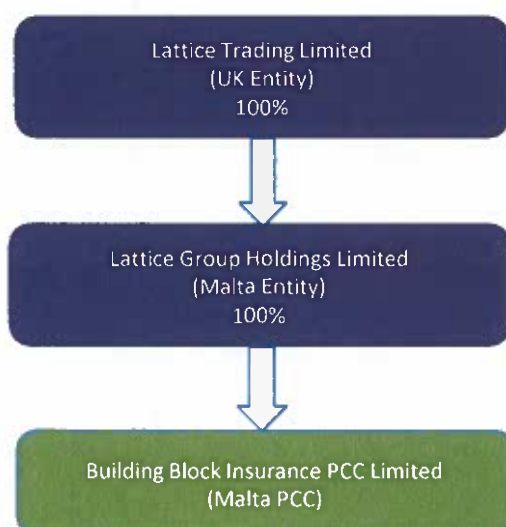 Lattice Trading Limited
(UK Entity)
100%
Lattice Group Holdings Limited
(Malta Entity)
100%
Building Block Insurance PCC Limited
(Malta PCC)